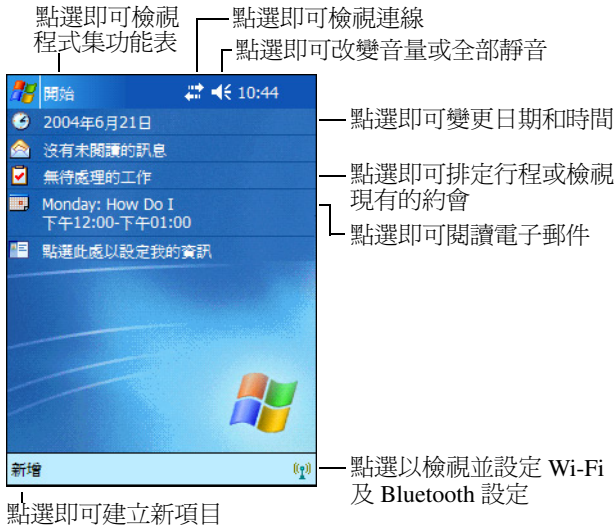 點選即可檢視
程式集功能表
點選即可檢視連線
點選即可改變音量或全部靜音
開始 10:44
2004年6月21日
點選即可變更日期和時間
沒有未閱讀的訊息
無待處理的工作
點選即可排定行程或檢視
現有的約會
Monday: How Do I
下午12:00-下午01:00
點選即可閱讀電子郵件
點選此處以設定我的資訊
新增
點選以檢視並設定 Wi-Fi
及 Bluetooth 設定
點選即可建立新項目